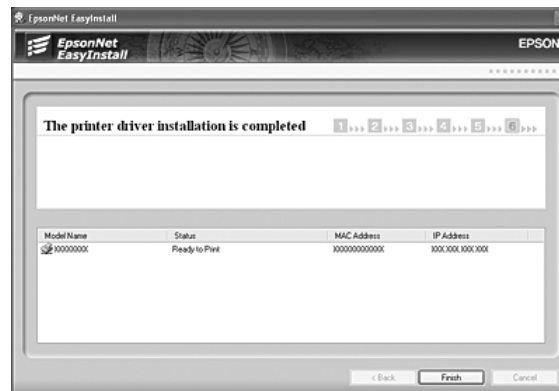 EpsonNet EasyInstall
EpsonNet
EasyInstall
EPSON
The printer driver installation is completed
1 2 3 4 5 6
Model Name Status MAC Address IP Address
XXXXXXXX Ready to Print XXXXXXXXXXXX XXX.XXX.XXX.XXX
< Back Finish Cancel